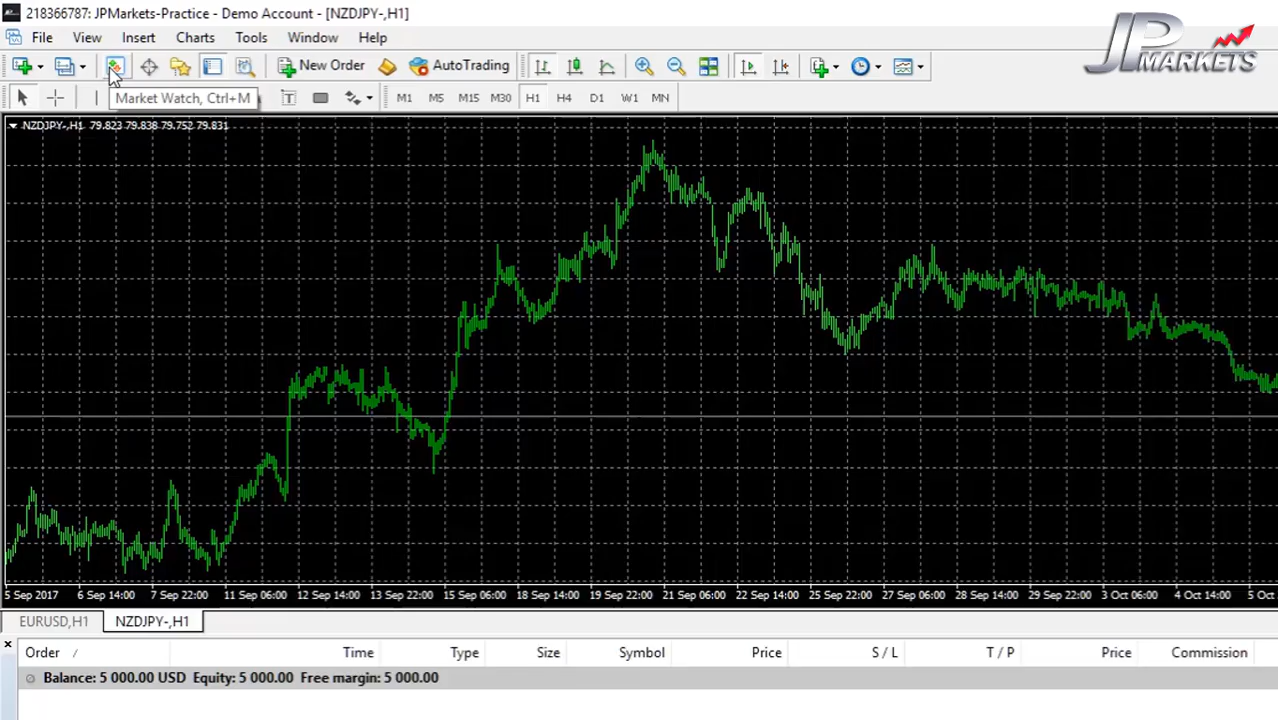 218366787: JPMarkets-Practice - Demo Account - [NZDJPY-,H1]
JP MARKETS
File View Insert Charts Tools Window Help
New Order AutoTrading
Market Watch, Ctrl+M
T M1 M5 M15 M30 H1 H4 D1 W1 MN
NZDJPY-,H1 79.823 79.838 79.752 79.831
5 Sep 2017 6 Sep 14:00 7 Sep 22:00 11 Sep 06:00 12 Sep 14:00 13 Sep 22:00 15 Sep 06:00 18 Sep 14:00 19 Sep 22:00 21 Sep 06:00 22 Sep 14:00 25 Sep 22:00 27 Sep 06:00 28 Sep 14:00 29 Sep 22:00 3 Oct 06:00 4 Oct 14:00 5 Oct
EURUSD,H1 NZDJPY-,H1
Order / Time Type Size Symbol Price S / L T / P Price Commission
Balance: 5 000.00 USD Equity: 5 000.00 Free margin: 5 000.00